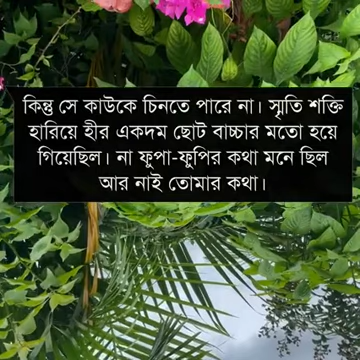 কিন্তু সে কাউকে চিনতে পারে না। স্মৃতি শক্তি
হারিয়ে হীর একদম ছোট বাচ্চার মতো হয়ে
গিয়েছিল। না ফুপা-ফুপির কথা মনে ছিল
আর নাই তোমার কথা।